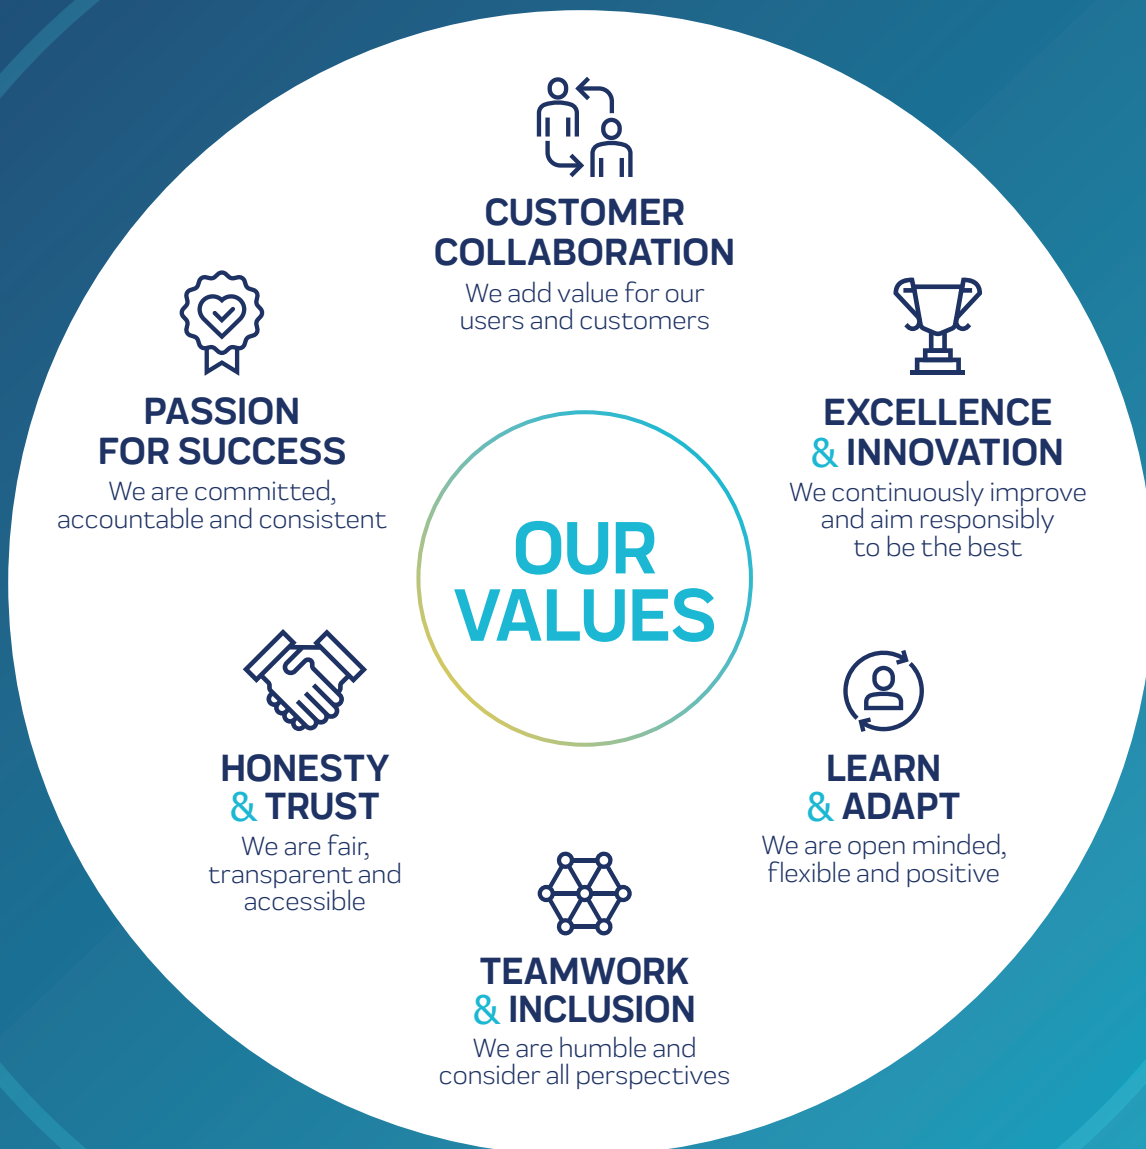 CUSTOMER
COLLABORATION
We add value for our
users and customers
PASSION
FOR SUCCESS
We are committed,
accountable and consistent
EXCELLENCE
& INNOVATION
We continuously improve
and aim responsibly
to be the best
OUR
VALUES
HONESTY
& TRUST
We are fair,
transparent and
accessible
LEARN
& ADAPT
We are open minded,
flexible and positive
TEAMWORK
& INCLUSION
We are humble and
consider all perspectives